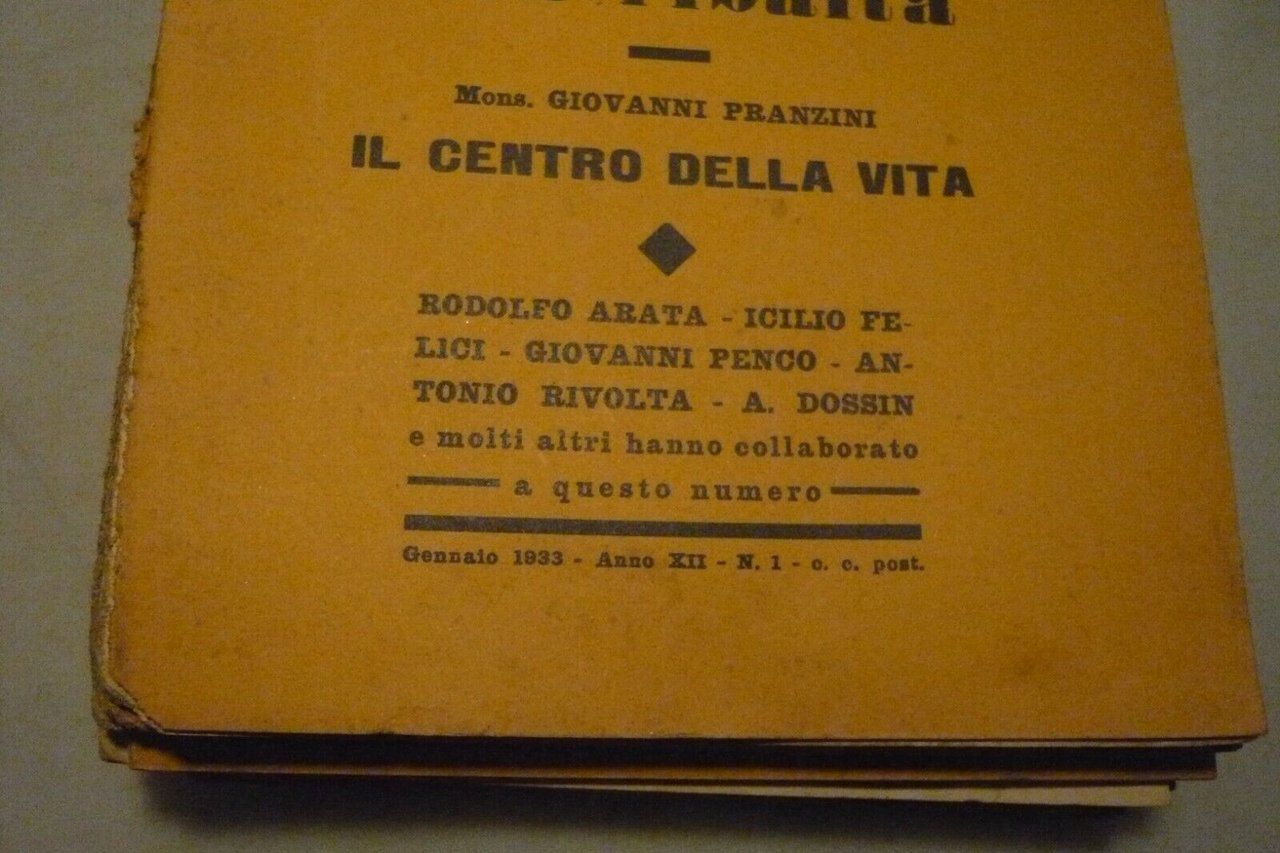 Mons. GIOVANNI PRANZINI
IL CENTRO DELLA VITA
RODOLFO ARATA - ICILIO FE-
LICI - GIOVANNI PENCO - AN-
TONIO RIVOLTA - A. DOSSIN
e molti altri hanno collaborato
a questo numero
Gennaio 1933 - Anno XII - N. 1 - c. c. post.